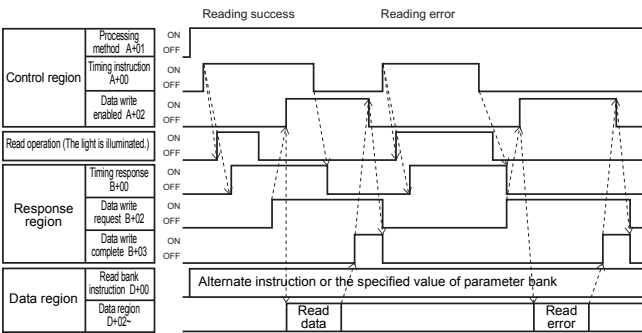 Reading success Reading error
Control region
Processing
method A+01
ON
OFF
Timing instruction
A+00
ON
OFF
Data write
enabled A+02
ON
OFF
Read operation (The light is illuminated.)
ON
OFF
Response
region
Timing response
B+00
ON
OFF
Data write
request B+02
ON
OFF
Data write
complete B+03
ON
OFF
Data region
Read bank
instruction D+00
Alternate instruction or the specified value of parameter bank
Data region
D+02~
Read
data
Read
error